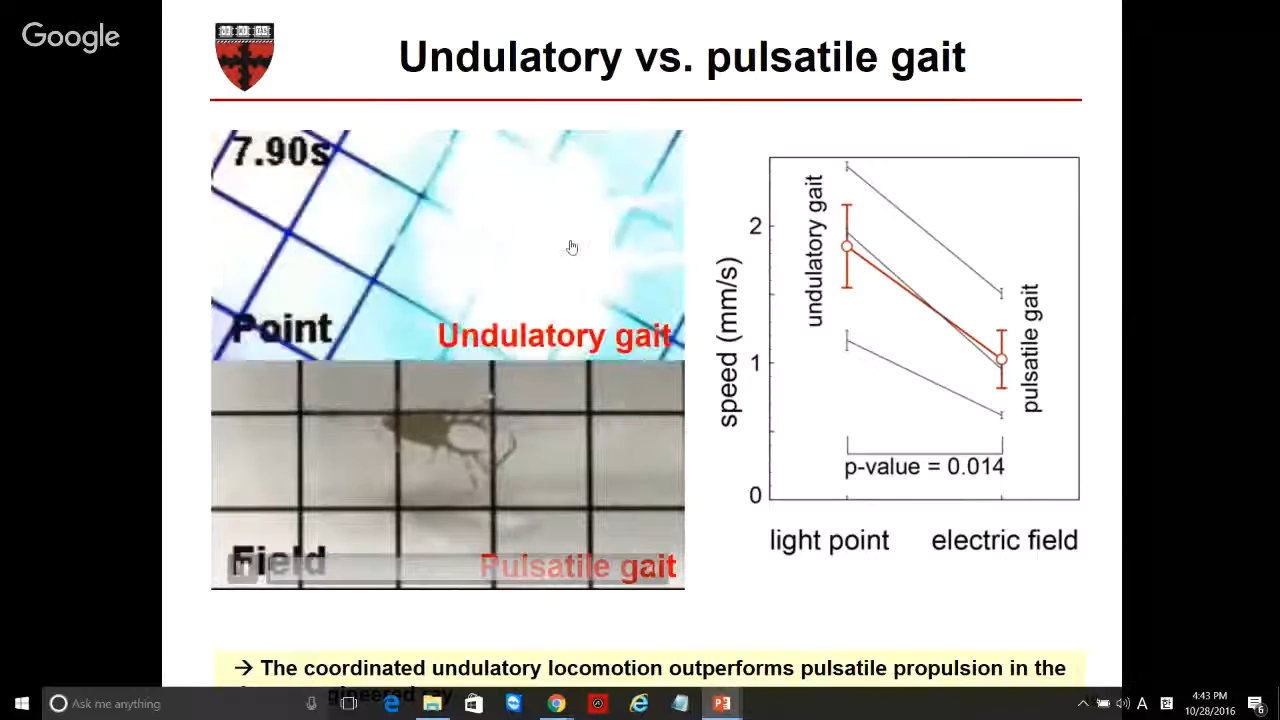 Google
Undulatory vs. pulsatile gait
7.90s
Point
Undulatory gait
Field
Pulsatile gait
speed (mm/s)
2
1
0
undulatory gait
pulsatile gait
p-value = 0.014
light point
electric field
→ The coordinated undulatory locomotion outperforms pulsatile propulsion in the
Ask me anything
A
4:43 PM
10/28/2016
6